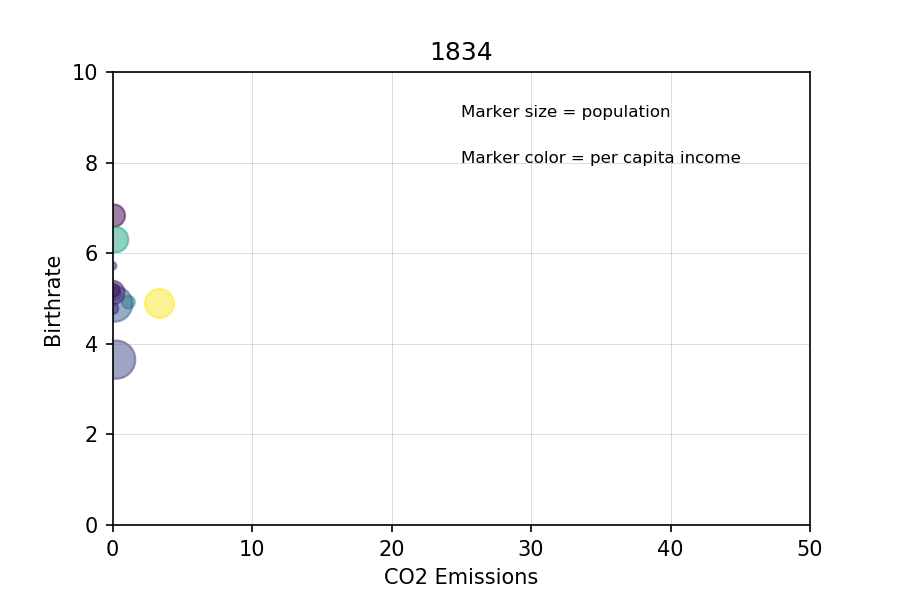 1834
10
8
6
4
2
0
Birthrate
Marker size = population
Marker color = per capita income
0 10 20 30 40 50
CO2 Emissions